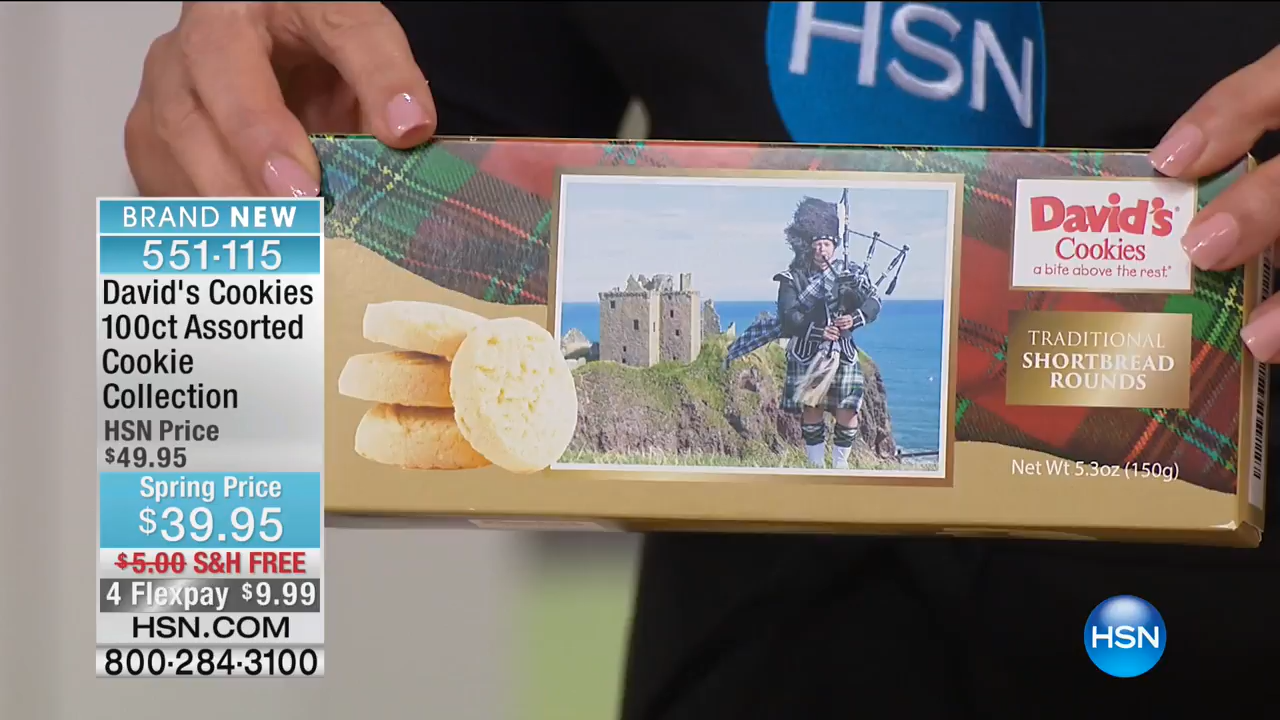 HSN
BRAND NEW
551·115
David's Cookies
100ct Assorted
Cookie
Collection
HSN Price
$49.95
Spring Price
$39.95
$5.00 S&H FREE
4 Flexpay $9.99
HSN.COM
800·284·3100
David's
Cookies
a bite above the rest®
TRADITIONAL
SHORTBREAD
ROUNDS
Net Wt 5.3oz (150g)
HSN